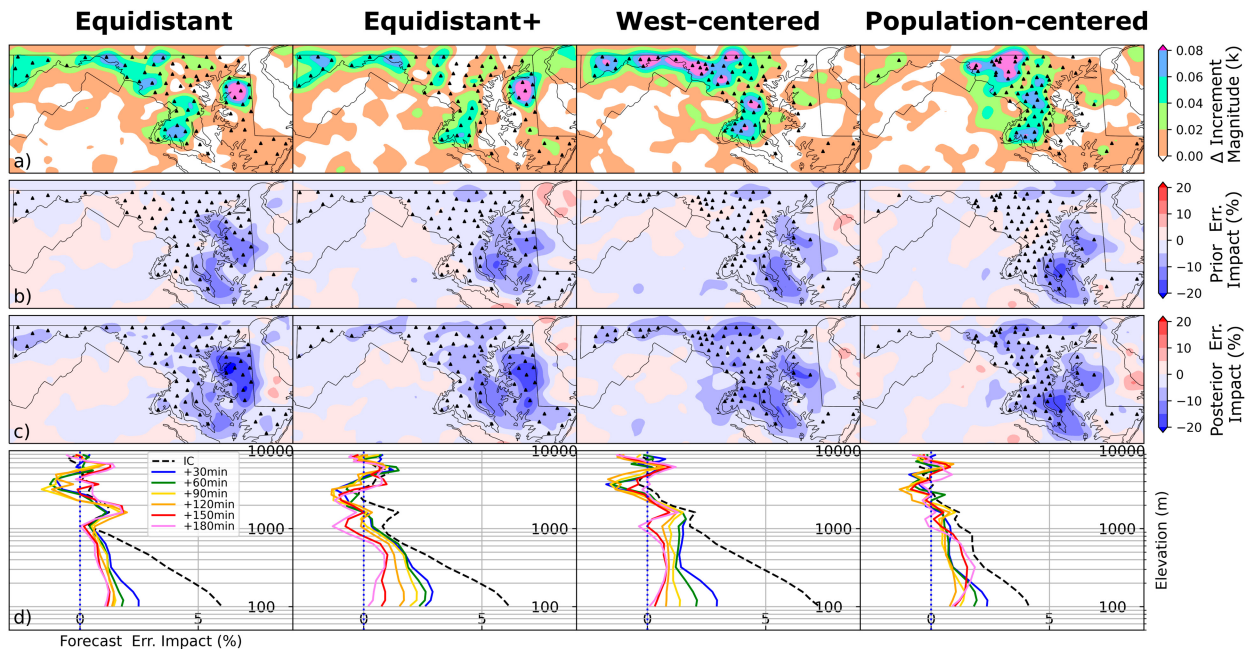 Equidistant Equidistant+ West-centered Population-centered
a)
0.08
0.06
0.04
0.02
0.00
Δ Increment
Magnitude (k)
b)
20
10
0
−10
−20
Prior Err.
Impact (%)
c)
20
10
0
−10
−20
Posterior Err.
Impact (%)
d)
IC
+30min
+60min
+90min
+120min
+150min
+180min
10000 10000 10000 10000
1000 1000 1000 1000
100 100 100 100
0 5 0 5 0 5 0 5
Elevation (m)
Forecast Err. Impact (%)